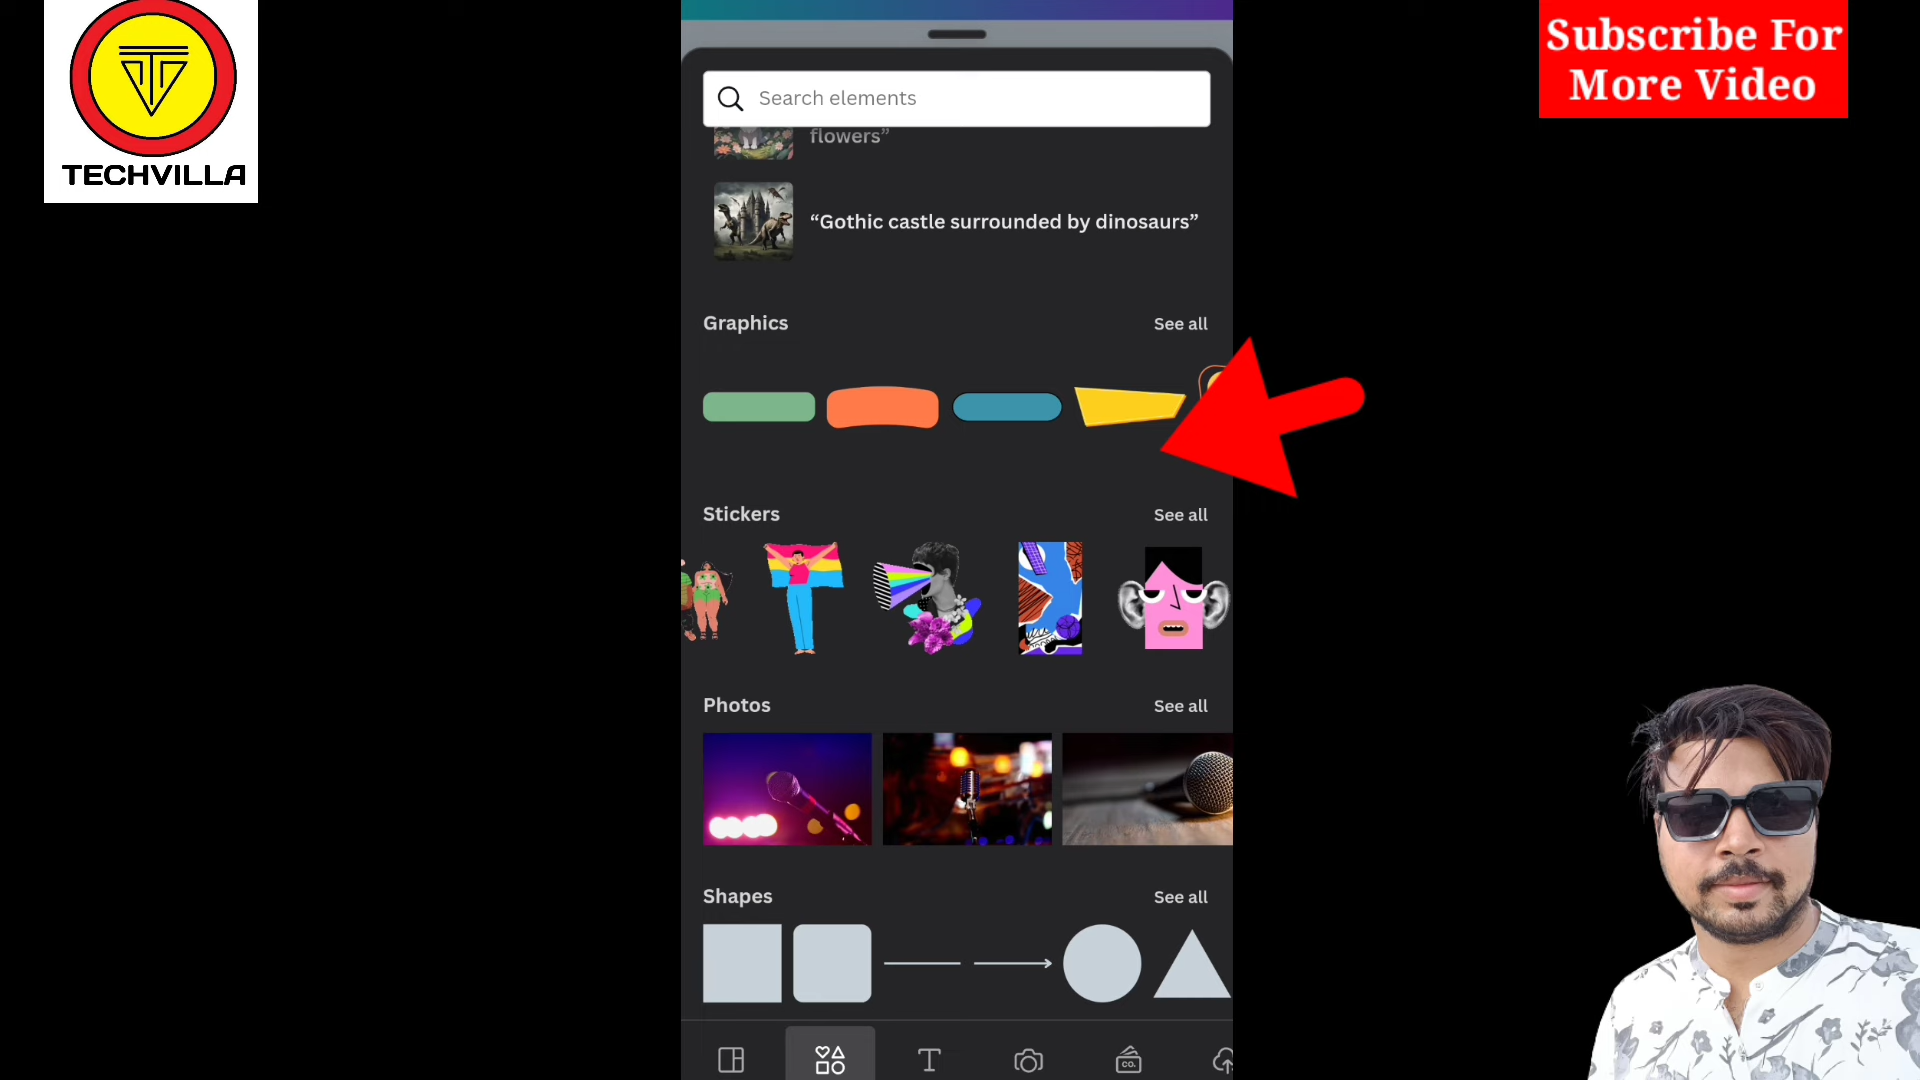 TECHVILLA
Subscribe For
More Video
Search elements
flowers”
“Gothic castle surrounded by dinosaurs”
Graphics
See all
Stickers
See all
Photos
See all
Shapes
See all
T
CO.